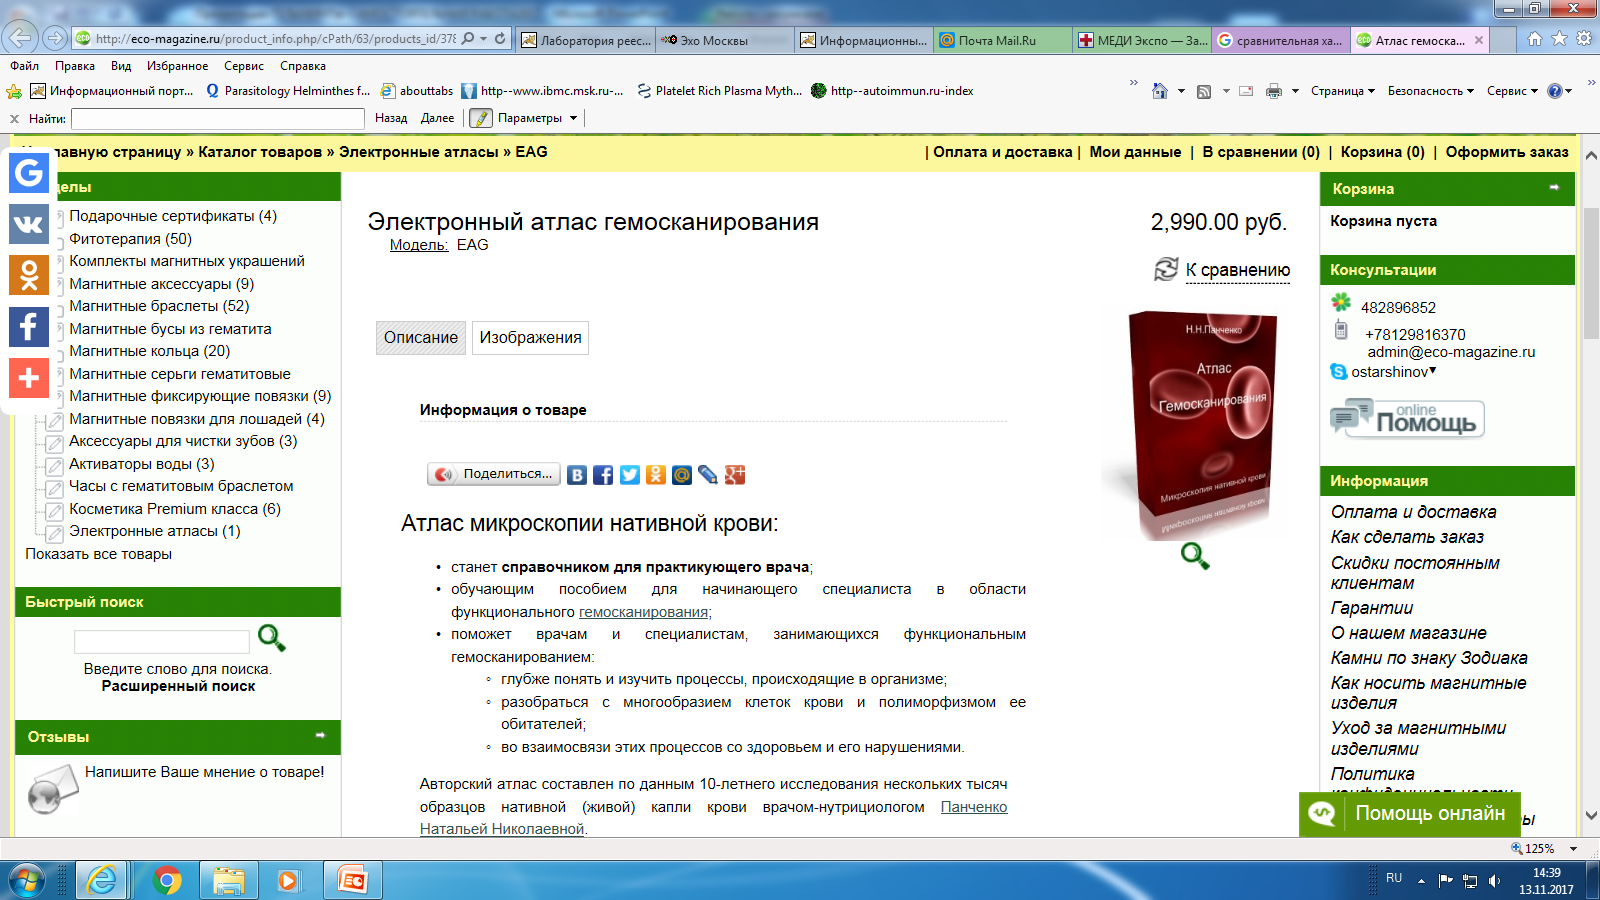 http://eco-magazine.ru/product_info.php/cPath/63/products_id/378
Лаборатория реес...
Эхо Москвы
Информационны...
Почта Mail.Ru
МЕДИ Экспо — За...
сравнительная ха...
Атлас гемоска...
Файл Правка Вид Избранное Сервис Справка
Информационный порт...
Parasitology Helminthes f...
abouttabs
http--www.ibmc.msk.ru-...
Platelet Rich Plasma Myth...
http--autoimmun.ru-index
Страница Безопасность Сервис
Найти: Назад Далее Параметры
главную страницу » Каталог товаров » Электронные атласы » EAG
| Оплата и доставка | Мои данные | В сравнении (0) | Корзина (0) | Оформить заказ
делы
Подарочные сертификаты (4)
Фитотерапия (50)
Комплекты магнитных украшений
Магнитные аксессуары (9)
Магнитные браслеты (52)
Магнитные бусы из гематита
Магнитные кольца (20)
Магнитные серьги гематитовые
Магнитные фиксирующие повязки (9)
Магнитные повязки для лошадей (4)
Аксессуары для чистки зубов (3)
Активаторы воды (3)
Часы с гематитовым браслетом
Косметика Premium класса (6)
Электронные атласы (1)
Показать все товары
Быстрый поиск
Введите слово для поиска.
Расширенный поиск
Отзывы
Напишите Ваше мнение о товаре!
Электронный атлас гемосканирования
2,990.00 руб.
Модель: EAG
К сравнению
Описание
Изображения
Информация о товаре
Поделиться...
Атлас микроскопии нативной крови:
• станет справочником для практикующего врача;
• обучающим пособием для начинающего специалиста в области
функционального гемосканирования;
• поможет врачам и специалистам, занимающихся функциональным
гемосканированием:
◦ глубже понять и изучить процессы, происходящие в организме;
◦ разобраться с многообразием клеток крови и полиморфизмом ее
обитателей;
◦ во взаимосвязи этих процессов со здоровьем и его нарушениями.
Авторский атлас составлен по данным 10-летнего исследования нескольких тысяч
образцов нативной (живой) капли крови врачом-нутрициологом Панченко
Натальей Николаевной.
Н.Н.Панченко
Атлас
Гемосканирования
Микроскопия нативной крови
Корзина
Корзина пуста
Консультации
482896852
+78129816370
admin@eco-magazine.ru
ostarshinov
online
Помощь
Информация
Оплата и доставка
Как сделать заказ
Скидки постоянным
клиентам
Гарантии
О нашем магазине
Камни по знаку Зодиака
Как носить магнитные
изделия
Уход за магнитными
изделиями
Политика
Помощь онлайн
125%
RU
14:39
13.11.2017